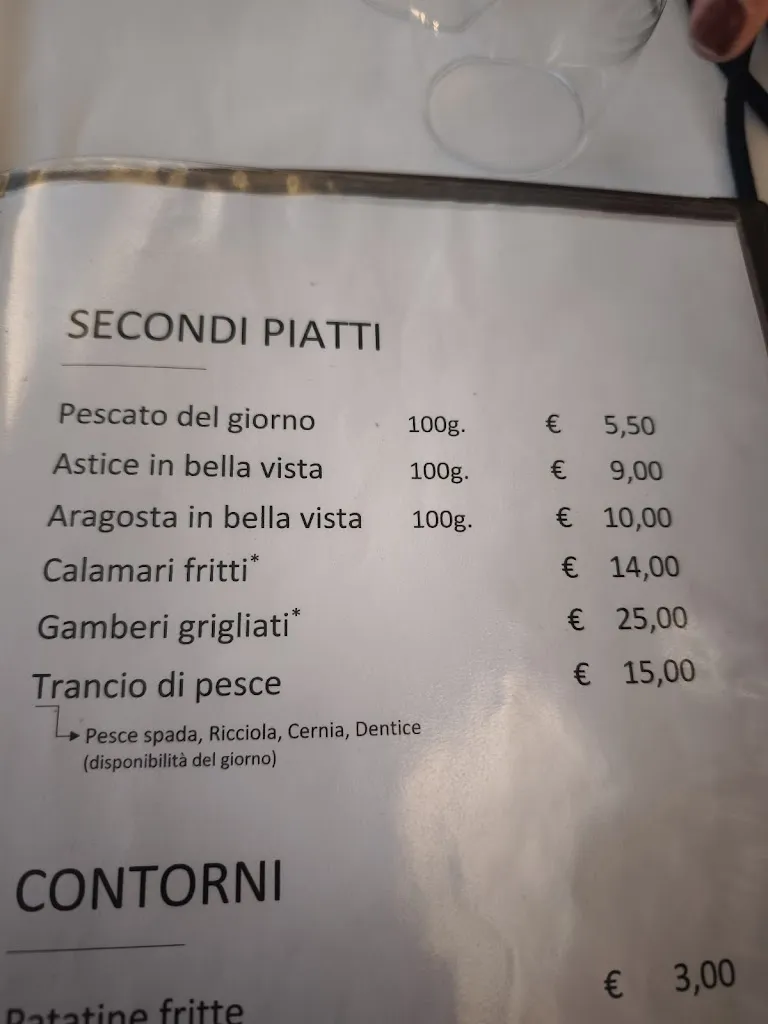 SECONDI PIATTI
Pescato del giorno 100g. € 5,50
Astice in bella vista 100g. € 9,00
Aragosta in bella vista 100g. € 10,00
Calamari fritti* € 14,00
Gamberi grigliati* € 25,00
Trancio di pesce € 15,00
Pesce spada, Ricciola, Cernia, Dentice
(disponibilità del giorno)
CONTORNI
Patatine fritte € 3,00